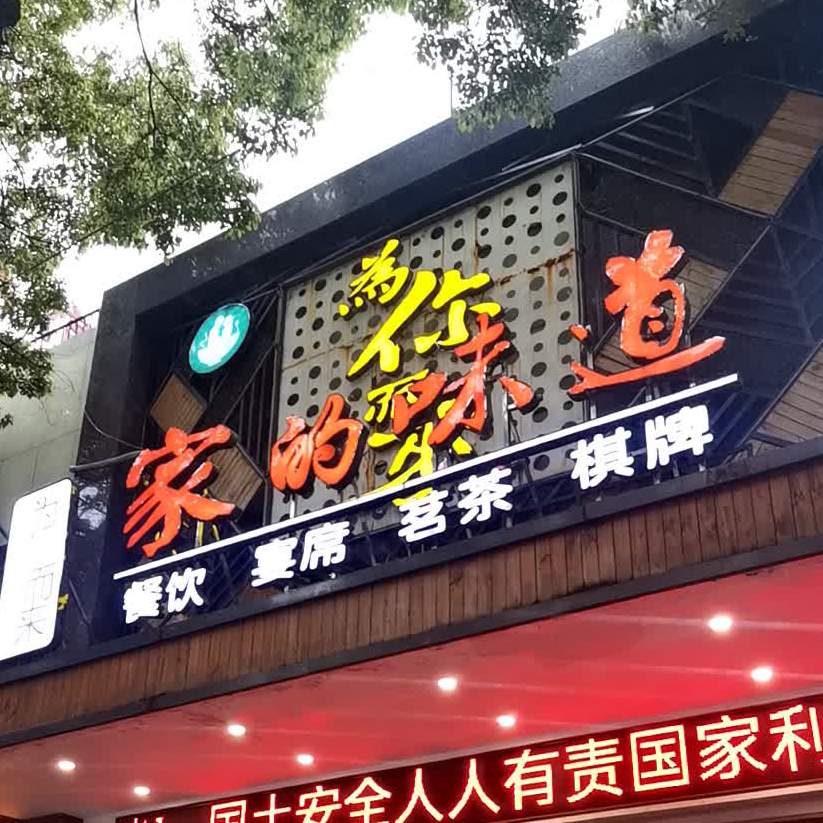 為你而来
家的味道
餐饮 宴席 茗茶 棋牌
国土安全人人有责国家利